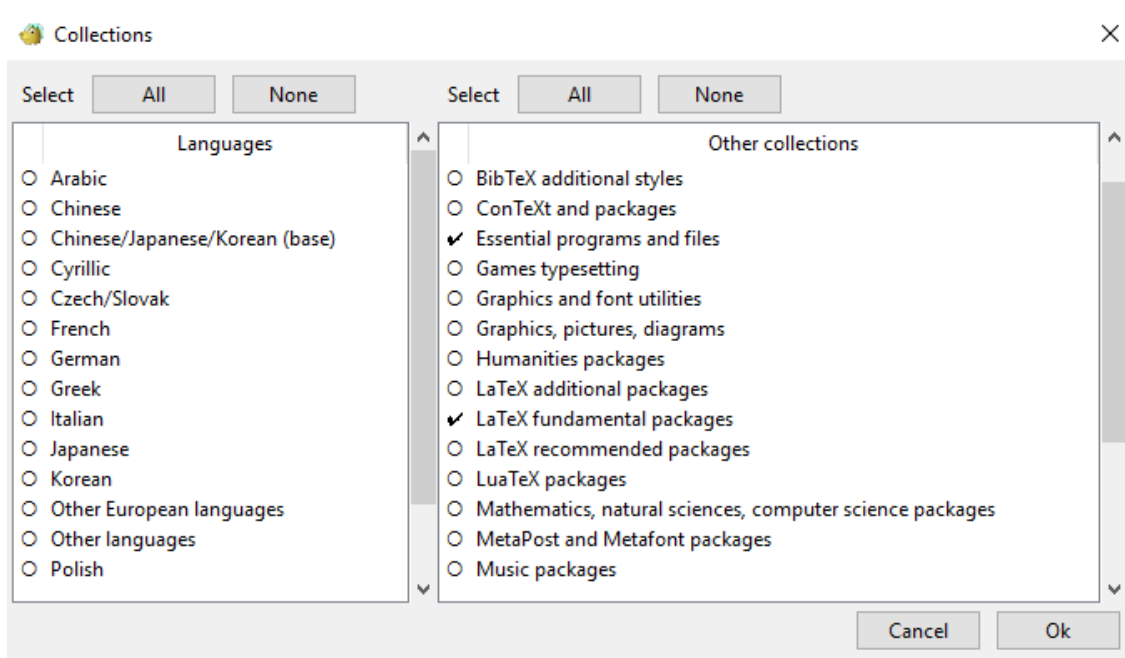 Collections
Select All None
Select All None
Languages
Arabic
Chinese
Chinese/Japanese/Korean (base)
Cyrillic
Czech/Slovak
French
German
Greek
Italian
Japanese
Korean
Other European languages
Other languages
Polish
Other collections
BibTeX additional styles
ConTeXt and packages
Essential programs and files
Games typesetting
Graphics and font utilities
Graphics, pictures, diagrams
Humanities packages
LaTeX additional packages
LaTeX fundamental packages
LaTeX recommended packages
LuaTeX packages
Mathematics, natural sciences, computer science packages
MetaPost and Metafont packages
Music packages
Cancel Ok